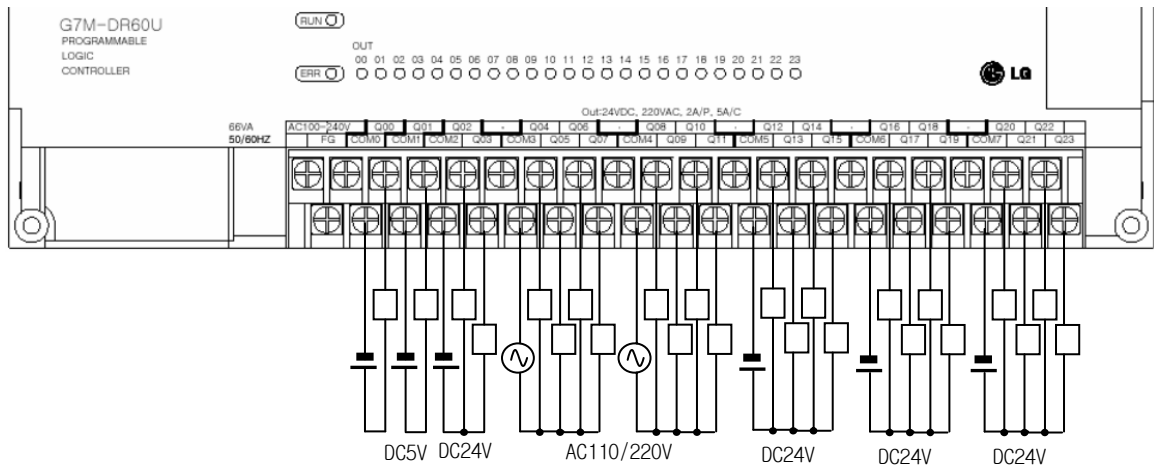 G7M-DR60U
PROGRAMMABLE
LOGIC
CONTROLLER
RUN
ERR
OUT
00 01 02 03 04 05 06 07 08 09 10 11 12 13 14 15 16 17 18 19 20 21 22 23
LG
Out:24VDC, 220VAC, 2A/P, 5A/C
66VA
50/60HZ
AC100-240V Q00 Q01 Q02 . Q04 Q06 . Q08 Q10 . Q12 Q14 . Q16 Q18 . Q20 Q22
FG COM0 COM1 COM2 Q03 COM3 Q05 Q07 COM4 Q09 Q11 COM5 Q13 Q15 COM6 Q17 Q19 COM7 Q21 Q23
DC5V DC24V AC110/220V DC24V DC24V DC24V